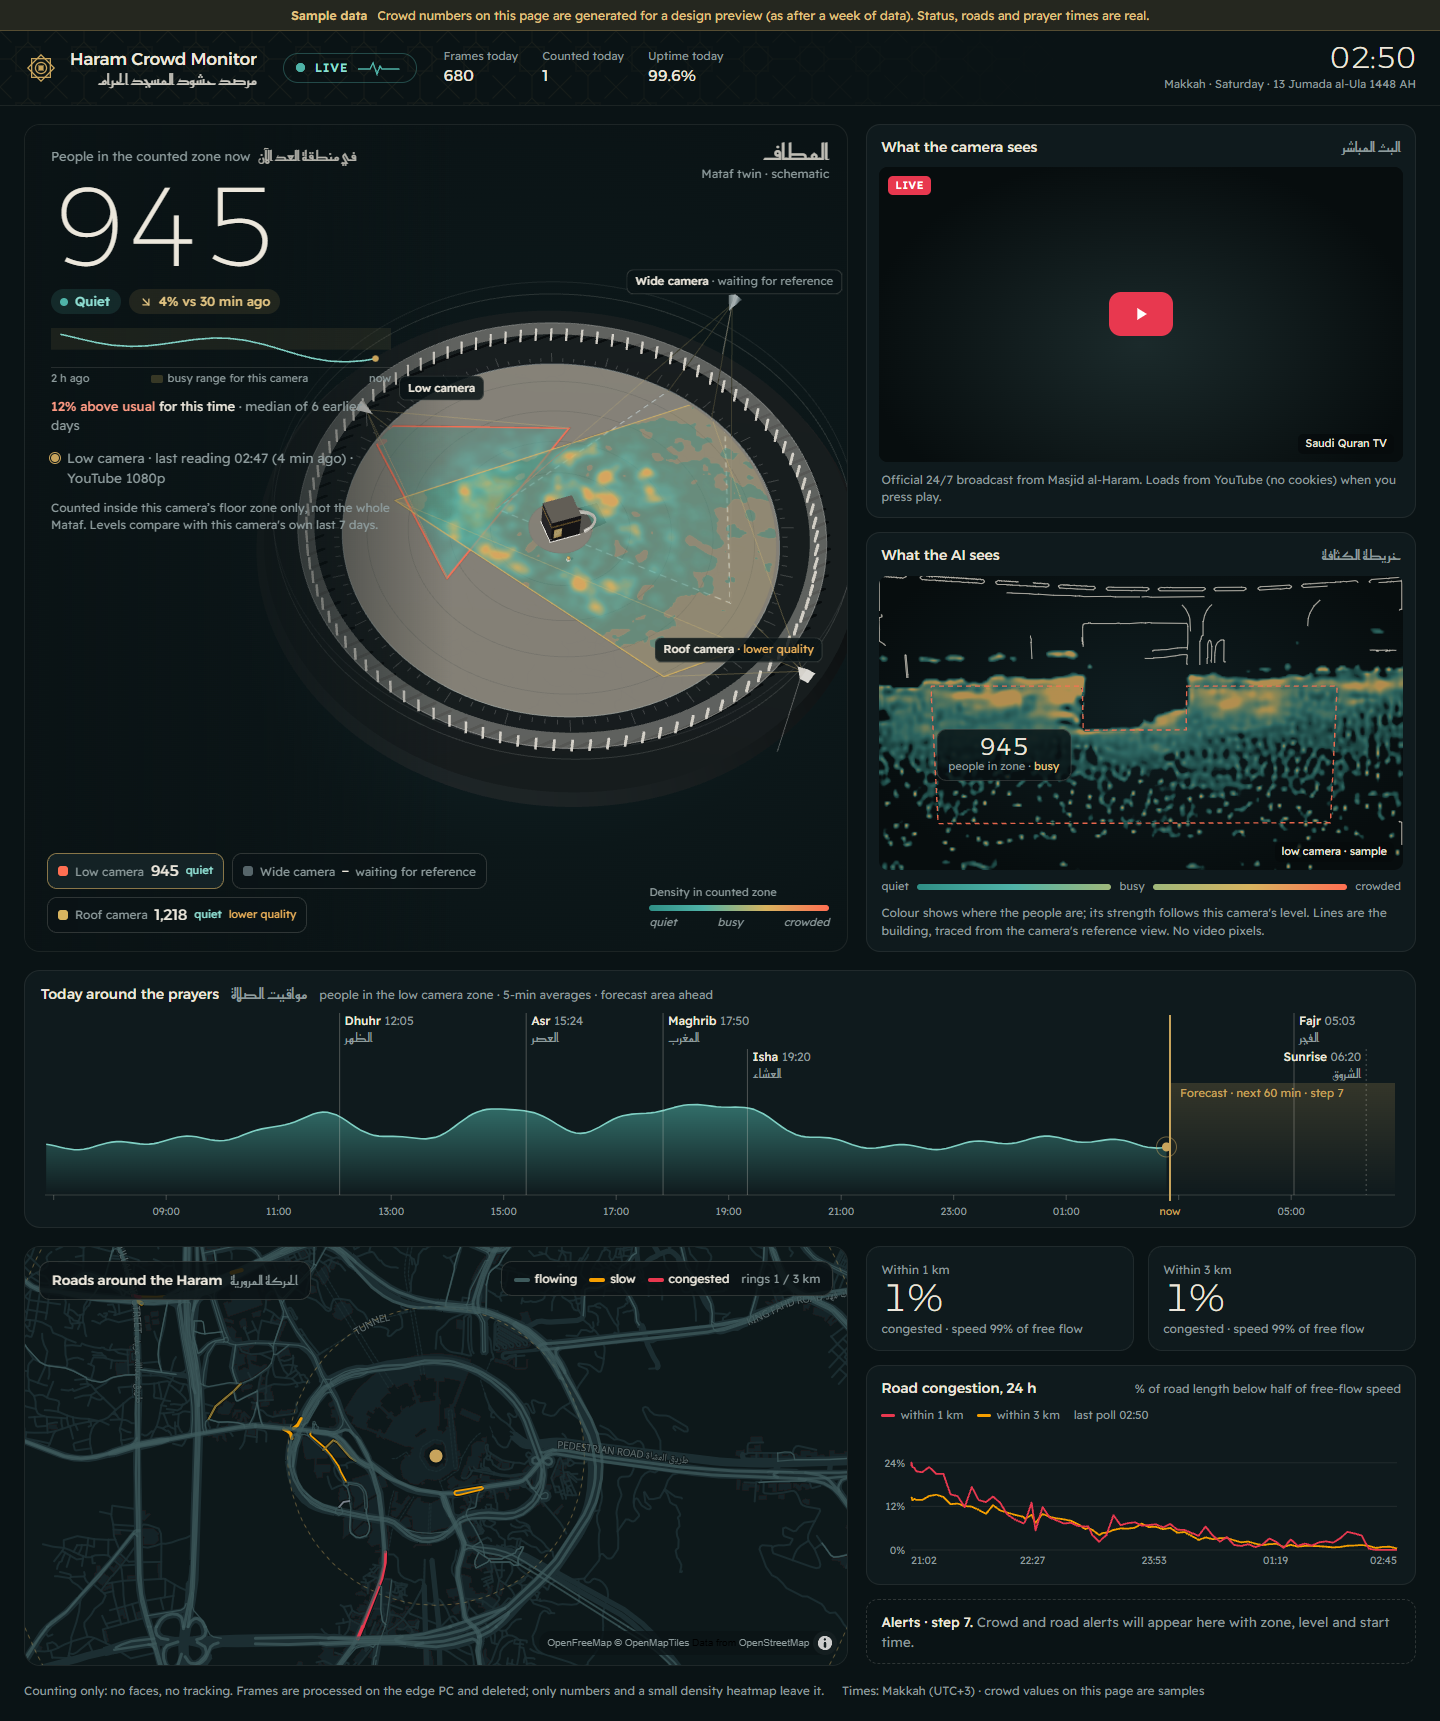 Sample data Crowd numbers on this page are generated for a design preview (as after a week of data). Status, roads and prayer times are real.
Haram Crowd Monitor
مرصد حشود المسجد الحرام
LIVE
Frames today
680
Counted today
1
Uptime today
99.6%
02:50
Makkah · Saturday · 13 Jumada al-Ula 1448 AH
People in the counted zone now في منطقة العد الآن
945
Quiet
↘ 4% vs 30 min ago
2 h ago
busy range for this camera
now
12% above usual for this time · median of 6 earlier
days
Low camera · last reading 02:47 (4 min ago) ·
YouTube 1080p
Counted inside this camera's floor zone only, not the whole
Mataf. Levels compare with this camera's own last 7 days.
المطاف
Mataf twin · schematic
Wide camera · waiting for reference
Low camera
Roof camera · lower quality
Low camera 945 quiet
Wide camera – waiting for reference
Roof camera 1,218 quiet lower quality
Density in counted zone
quiet busy crowded
What the camera sees
البث المباشر
LIVE
Saudi Quran TV
Official 24/7 broadcast from Masjid al-Haram. Loads from YouTube (no cookies) when you
press play.
What the AI sees
خريطة الكثافة
945
people in zone · busy
low camera · sample
quiet busy crowded
Colour shows where the people are; its strength follows this camera's level. Lines are the
building, traced from the camera's reference view. No video pixels.
Today around the prayers مواقيت الصلاة people in the low camera zone · 5-min averages · forecast area ahead
Dhuhr 12:05
الظهر
Asr 15:24
العصر
Maghrib 17:50
المغرب
Isha 19:20
العشاء
Fajr 05:03
الفجر
Sunrise 06:20
الشروق
Forecast · next 60 min · step 7
09:00 11:00 13:00 15:00 17:00 19:00 21:00 23:00 01:00 now 05:00
Roads around the Haram الحركة المرورية
flowing slow congested rings 1 / 3 km
TUNNEL
PEDESTRIAN ROAD طريق المشاة
OpenFreeMap © OpenMapTiles Data from OpenStreetMap
Within 1 km
1%
congested · speed 99% of free flow
Within 3 km
1%
congested · speed 99% of free flow
Road congestion, 24 h
% of road length below half of free-flow speed
within 1 km within 3 km last poll 02:50
24%
12%
0%
21:02 22:27 23:53 01:19 02:45
Alerts · step 7. Crowd and road alerts will appear here with zone, level and start
time.
Counting only: no faces, no tracking. Frames are processed on the edge PC and deleted; only numbers and a small density heatmap leave it. Times: Makkah (UTC+3) · crowd values on this page are samples